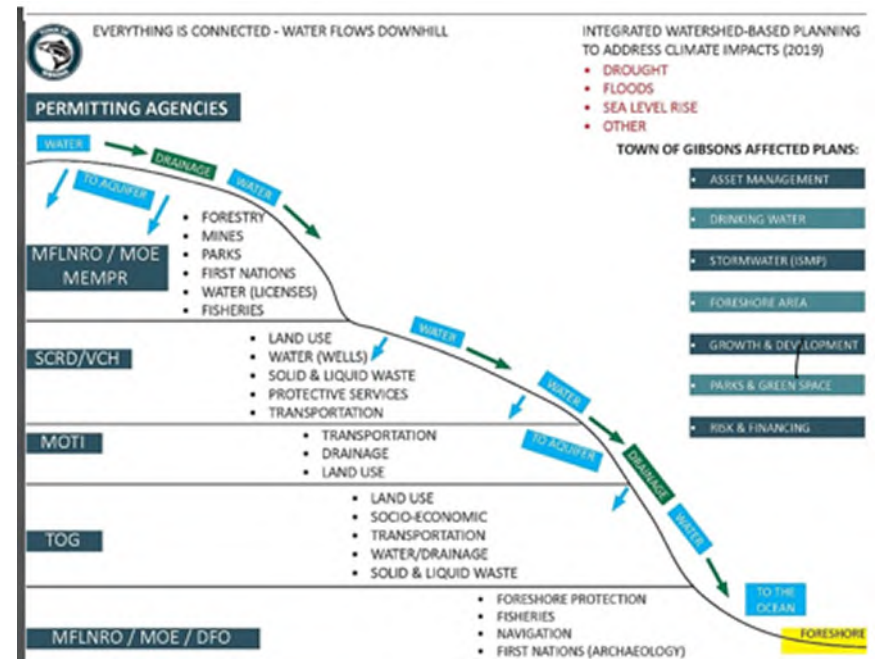 TOWN OF
GIBSONS
EVERYTHING IS CONNECTED - WATER FLOWS DOWNHILL
INTEGRATED WATERSHED-BASED PLANNING
TO ADDRESS CLIMATE IMPACTS (2019)
• DROUGHT
• FLOODS
• SEA LEVEL RISE
• OTHER
TOWN OF GIBSONS AFFECTED PLANS:
• ASSET MANAGEMENT
• DRINKING WATER
• STORMWATER (ISMP)
• FORESHORE AREA
• GROWTH & DEVELOPMENT
• PARKS & GREEN SPACE
• RISK & FINANCING
PERMITTING AGENCIES
WATER
DRAINAGE
WATER
TO AQUIFER
MFLNRO / MOE
MEMPR
• FORESTRY
• MINES
• PARKS
• FIRST NATIONS
• WATER (LICENSES)
• FISHERIES
WATER
SCRD/VCH
• LAND USE
• WATER (WELLS)
• SOLID & LIQUID WASTE
• PROTECTIVE SERVICES
• TRANSPORTATION
WATER
MOTI
• TRANSPORTATION
• DRAINAGE
• LAND USE
TO AQUIFER
DRAINAGE
TOG
• LAND USE
• SOCIO-ECONOMIC
• TRANSPORTATION
• WATER/DRAINAGE
• SOLID & LIQUID WASTE
WATER
TO THE
OCEAN
MFLNRO / MOE / DFO
• FORESHORE PROTECTION
• FISHERIES
• NAVIGATION
• FIRST NATIONS (ARCHAEOLOGY)
FORESHORE